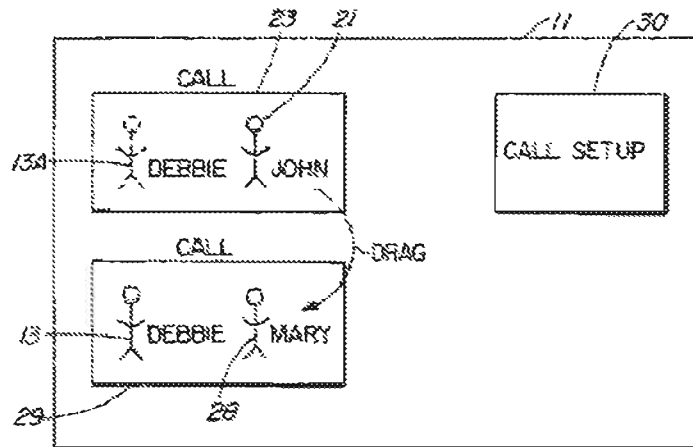 23 21 11 30
CALL
13A DEBBIE JOHN
CALL SETUP
CALL
DRAG
13 DEBBIE MARY
29 28